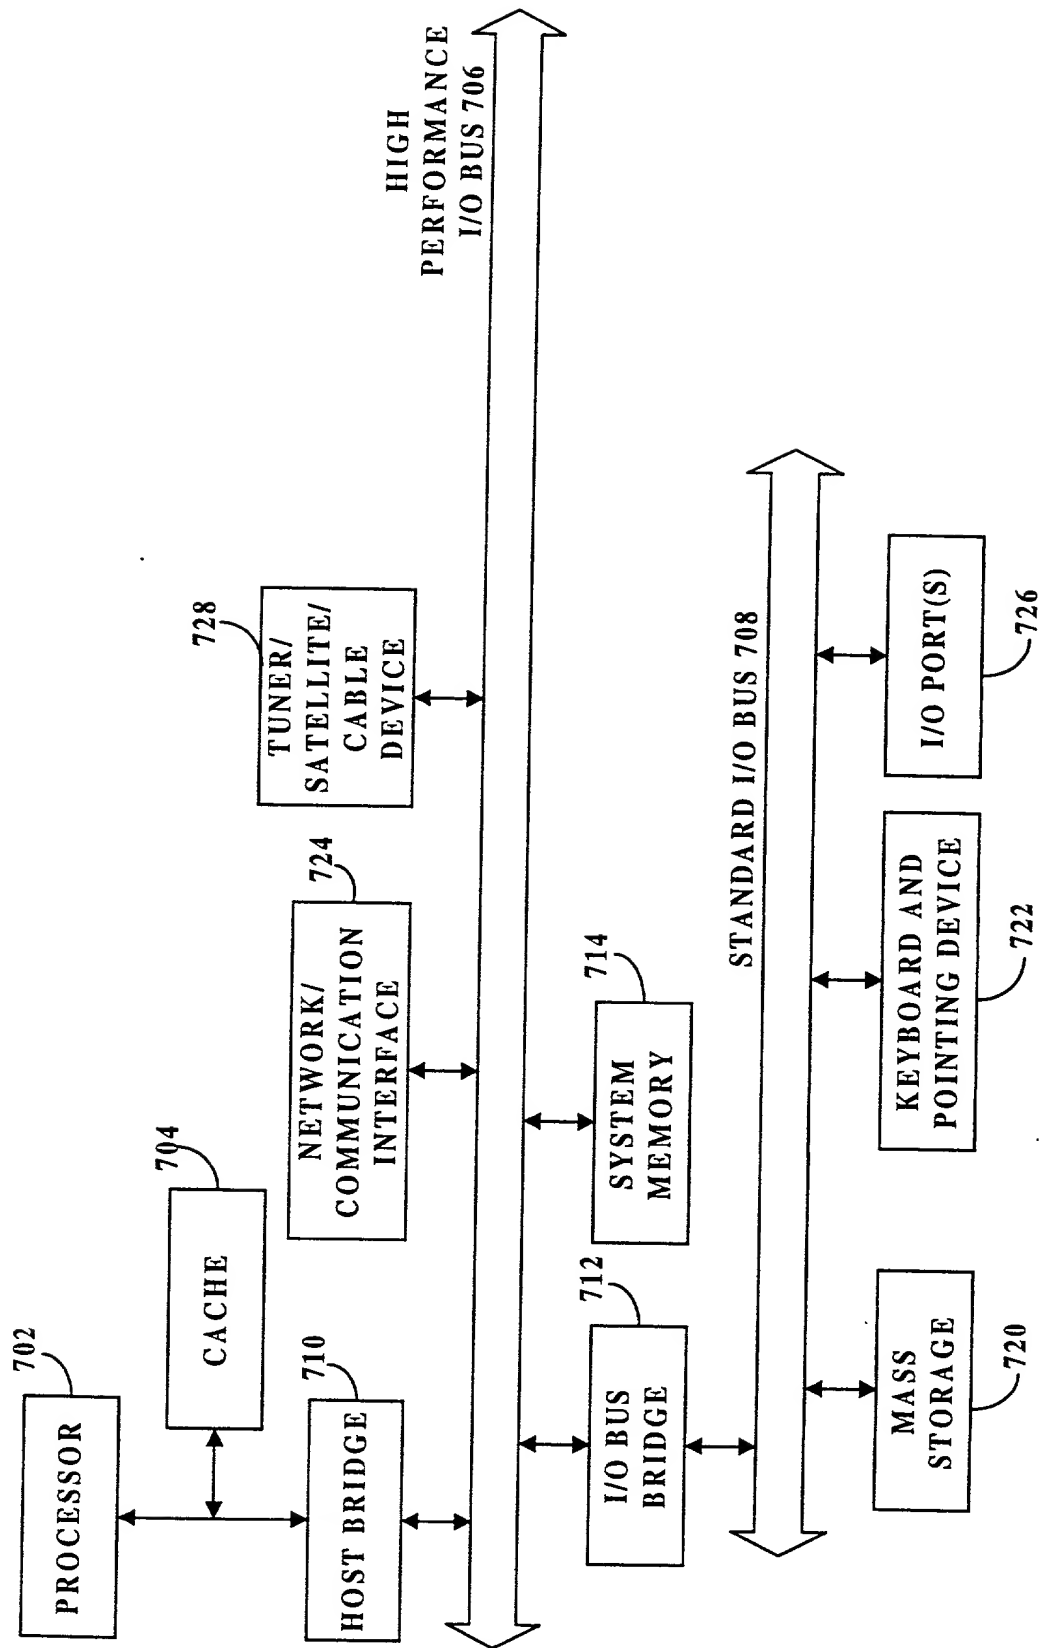 702
PROCESSOR
704
CACHE
710
HOST BRIDGE
724
NETWORK/
COMMUNICATION
INTERFACE
728
TUNER/
SATELLITE/
CABLE
DEVICE
HIGH
PERFORMANCE
I/O BUS 706
712
I/O BUS
BRIDGE
714
SYSTEM
MEMORY
STANDARD I/O BUS 708
MASS
STORAGE
720
KEYBOARD AND
POINTING DEVICE
722
I/O PORT(S)
726